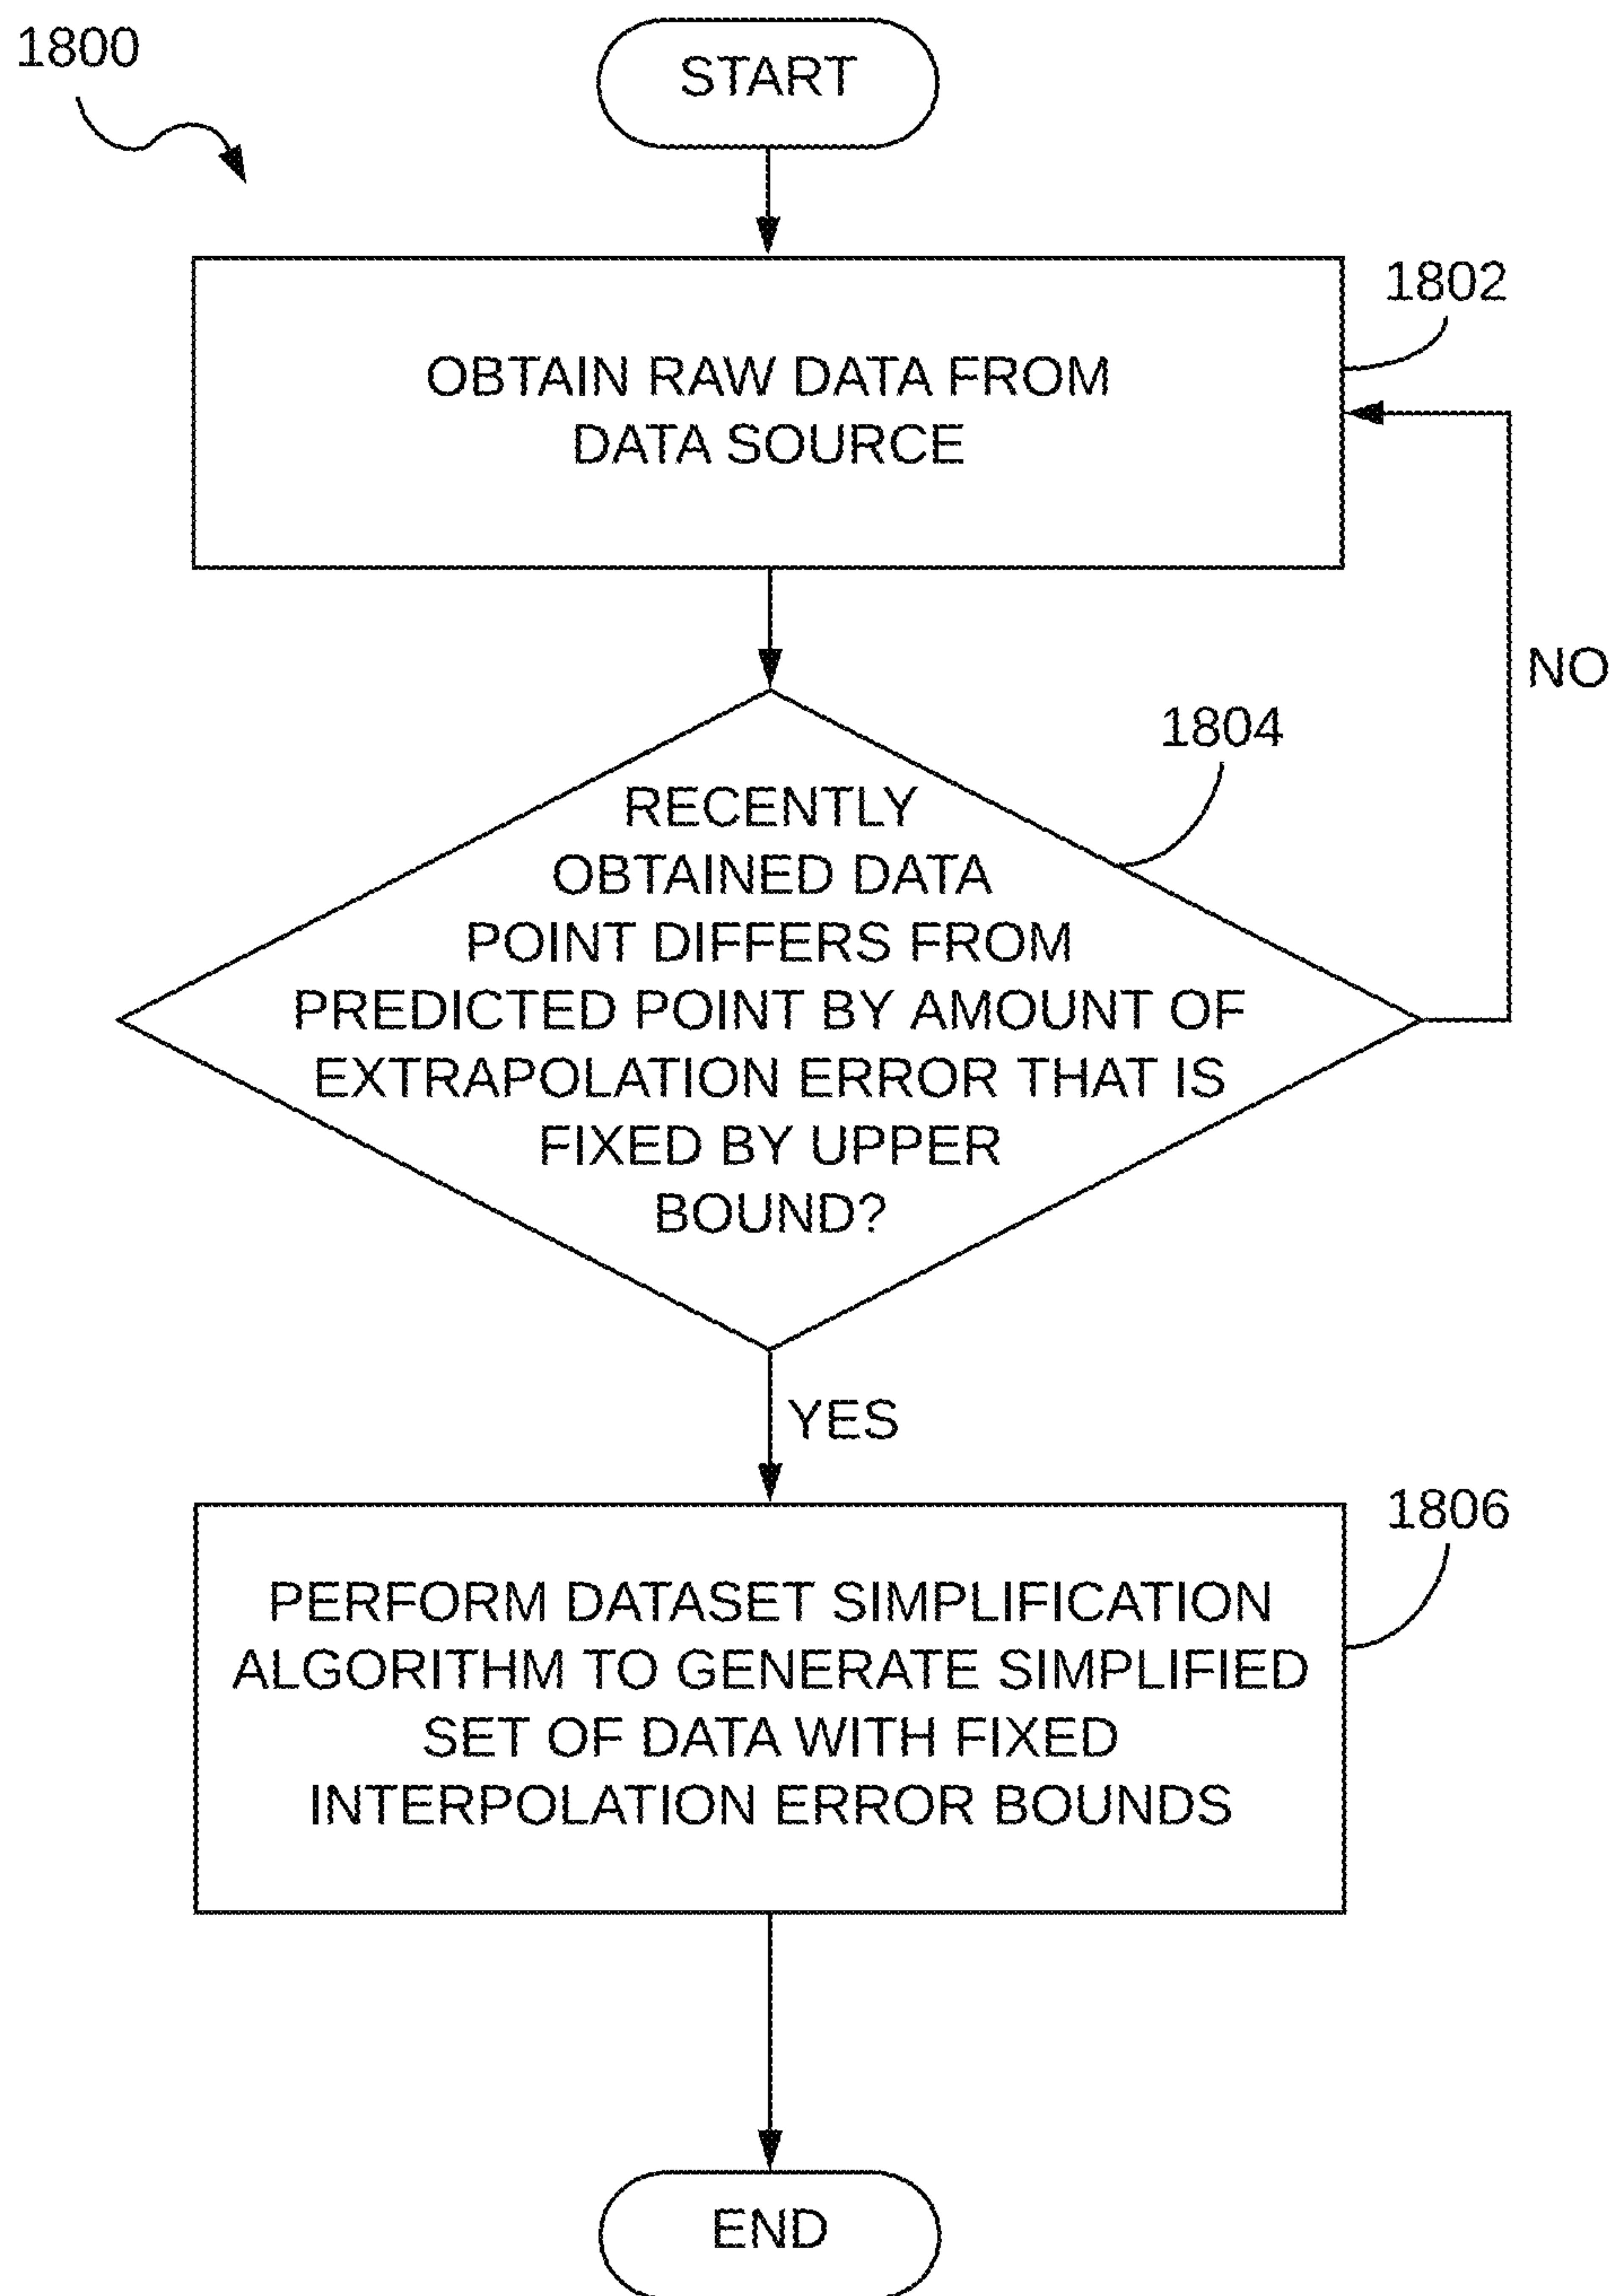 1800
START
1802
OBTAIN RAW DATA FROM
DATA SOURCE
NO
1804
RECENTLY
OBTAINED DATA
POINT DIFFERS FROM
PREDICTED POINT BY AMOUNT OF
EXTRAPOLATION ERROR THAT IS
FIXED BY UPPER
BOUND?
YES
1806
PERFORM DATASET SIMPLIFICATION
ALGORITHM TO GENERATE SIMPLIFIED
SET OF DATA WITH FIXED
INTERPOLATION ERROR BOUNDS
END